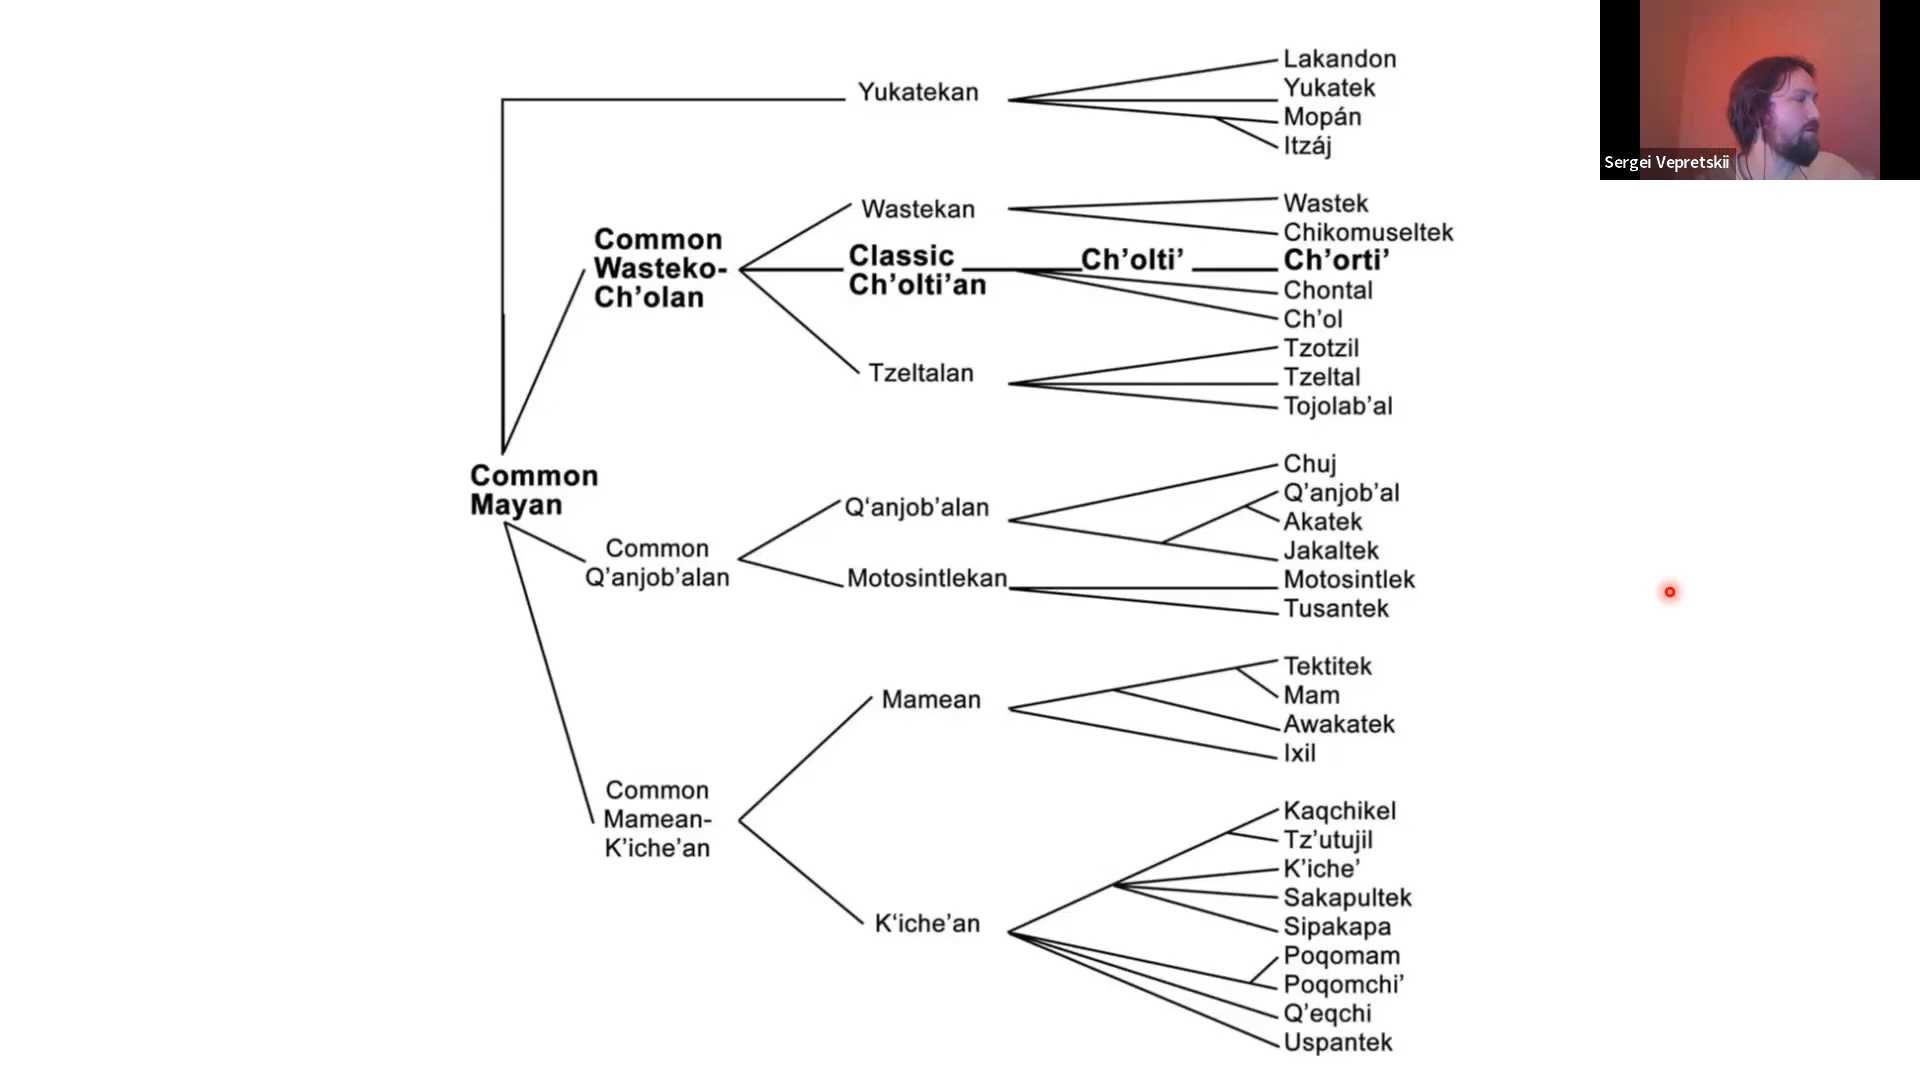 Lakandon
Yukatekan
Yukatek
Mopán
Itzáj
Sergei Vepretskii
Wastekan
Wastek
Chikomuseltek
Common
Wasteko-
Ch’olan
Classic
Ch’olti’an
Ch’olti’
Ch’orti’
Chontal
Ch’ol
Tzeltalan
Tzotzil
Tzeltal
Tojolab’al
Common
Mayan
Common
Q’anjob’alan
Q‘anjob’alan
Chuj
Q’anjob’al
Akatek
Jakaltek
Motosintlekan
Motosintlek
Tusantek
Common
Mamean-
K’iche’an
Mamean
Tektitek
Mam
Awakatek
Ixil
K‘iche’an
Kaqchikel
Tz’utujil
K’iche’
Sakapultek
Sipakapa
Poqomam
Poqomchi’
Q’eqchi
Uspantek